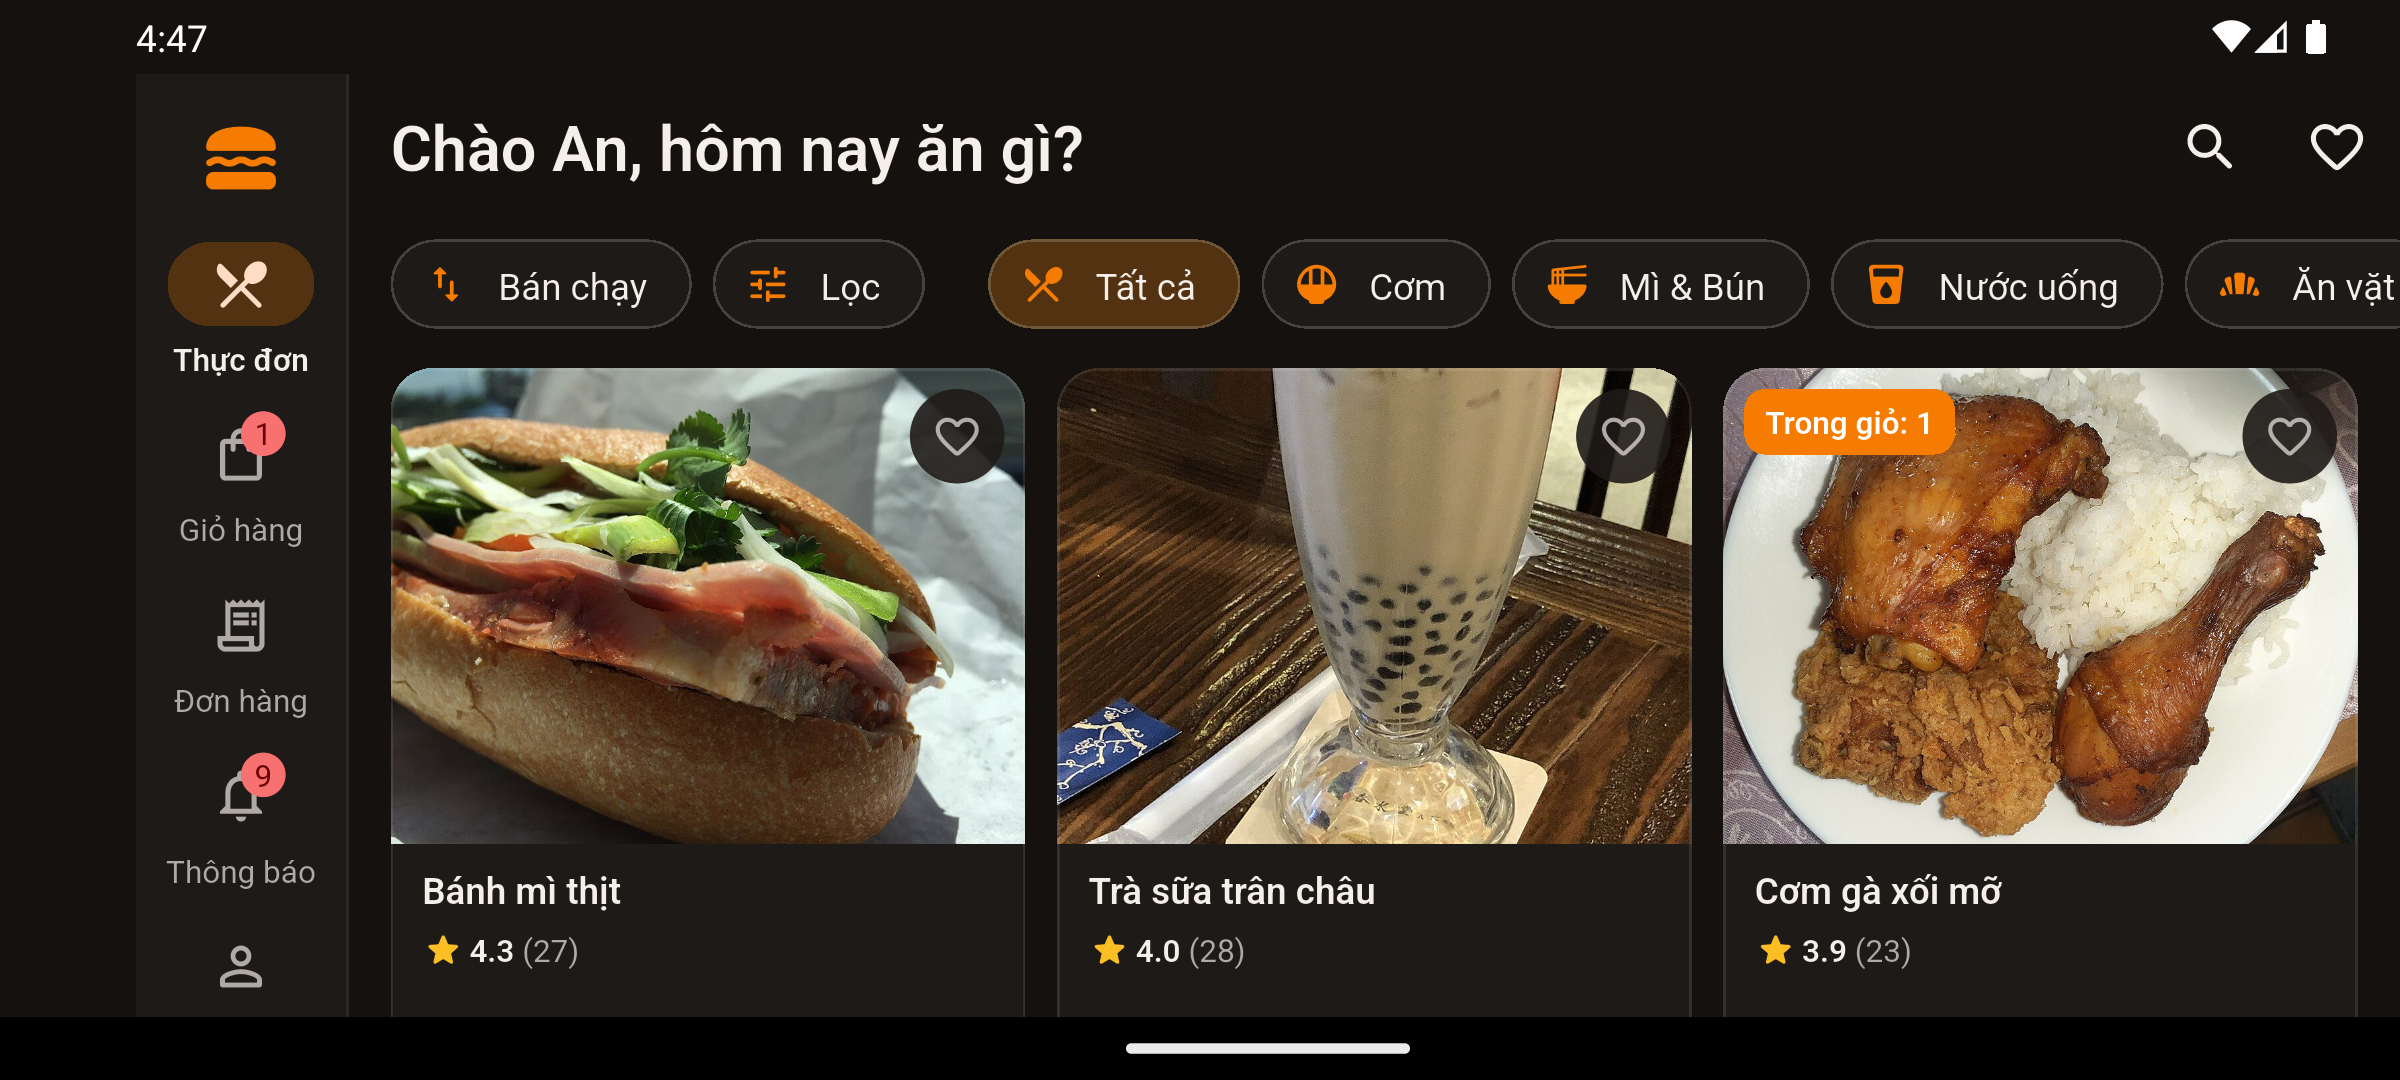 4:47
Chào An, hôm nay ăn gì?
Bán chạy
Lọc
Tất cả
Cơm
Mì & Bún
Nước uống
Ăn vặt
Thực đơn
1
Giỏ hàng
Đơn hàng
9
Thông báo
Trong giỏ: 1
Bánh mì thịt
4.3 (27)
Trà sữa trân châu
4.0 (28)
Cơm gà xối mỡ
3.9 (23)